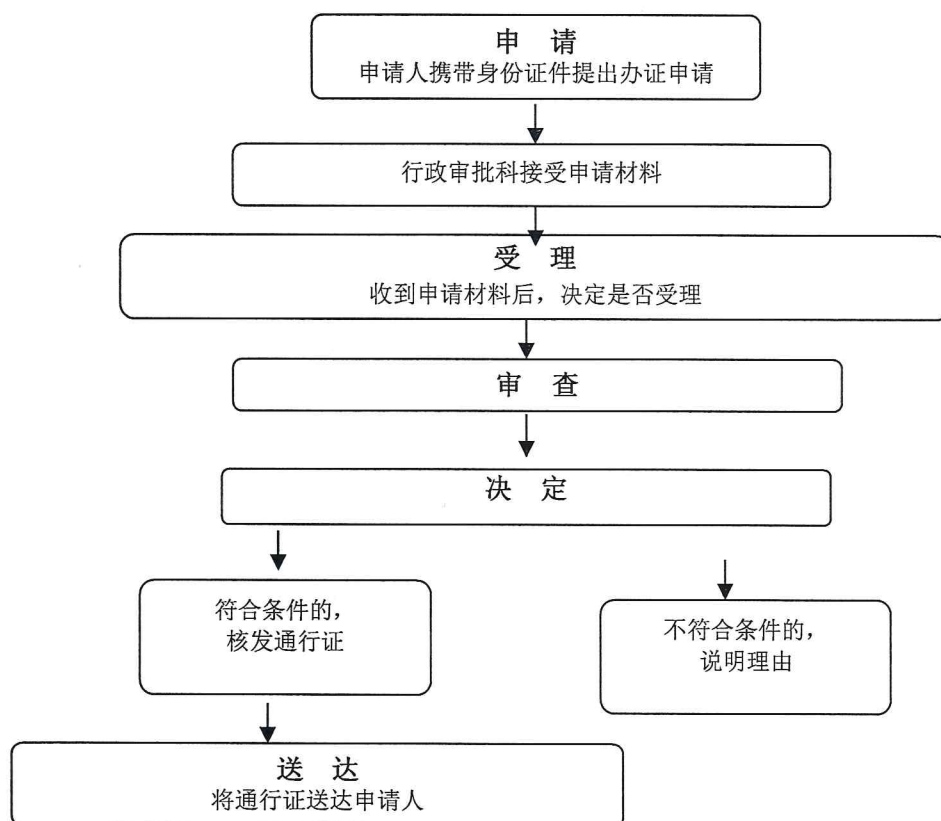 申 请
申请人携带身份证件提出办证申请
行政审批科接受申请材料
受 理
收到申请材料后，决定是否受理
审 查
决 定
符合条件的，
核发通行证
不符合条件的，
说明理由
送 达
将通行证送达申请人